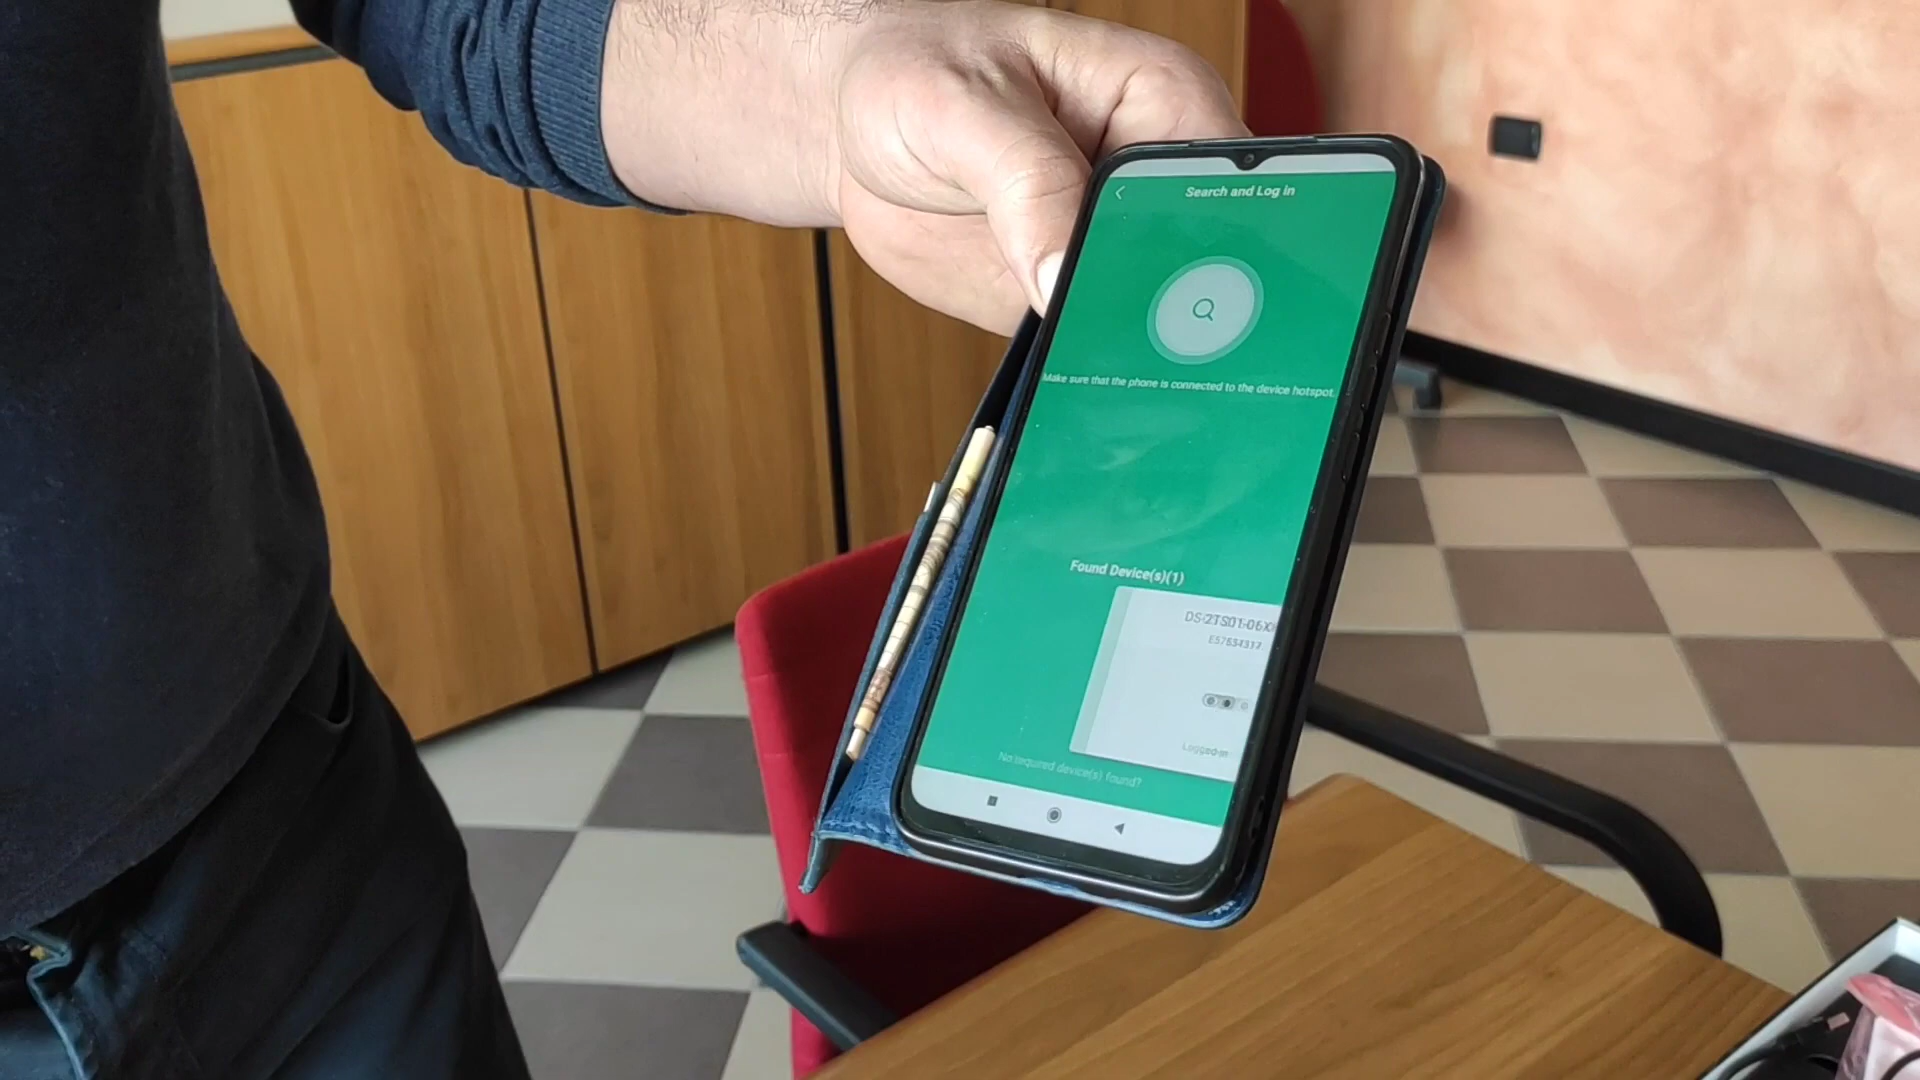 Search and Log in
Make sure that the phone is connected to the device hotspot.
Found Device(s)(1)
DS-2TS01-06X
Logged-in
No required device(s) found?